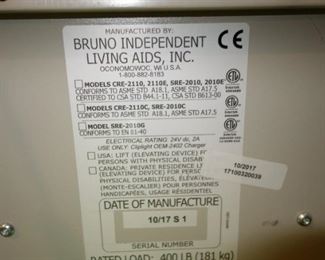 MANUFACTURED BY:
BRUNO INDEPENDENT
LIVING AIDS, INC.
OCONOMOWOC, WI U.S.A.
1-800-882-8183
CE
MODELS CRE-2110, 2110E, SRE-2010, 2010E
CONFORMS TO ASME STD A18.1, ASME STD A17.5
CERTIFIED TO CSA STD B44.1-11, CSA STD B613-00
MODELS CRE-2110C, SRE-2010C
CONFORMS TO ASME STD A18.1, ASME STD A17.5
MODEL SRE-2010G
CONFORMS TO EN 81-40
ELECTRICAL RATING 24V dc, 2A
USE ONLY Cliplight OEM-2402 Charger
USA: LIFT (ELEVATING DEVICE) FOR
PERSONS WITH PHYSICAL DISAB
CANADA: PRIVATE RESIDENCE L
(ELEVATING DEVICE) FOR P
PHYSICAL DISABILITIES, ÉLÉVAT
(MONTE-ESCALIER) POUR PERSONNES
HANDICAPÉES, USAGE RÉSIDENTIEL
10/2017
17100320039
DATE OF MANUFACTURE
10/17 S 1
SERIAL NUMBER
RATED LOAD: 400 LB (181 kg)